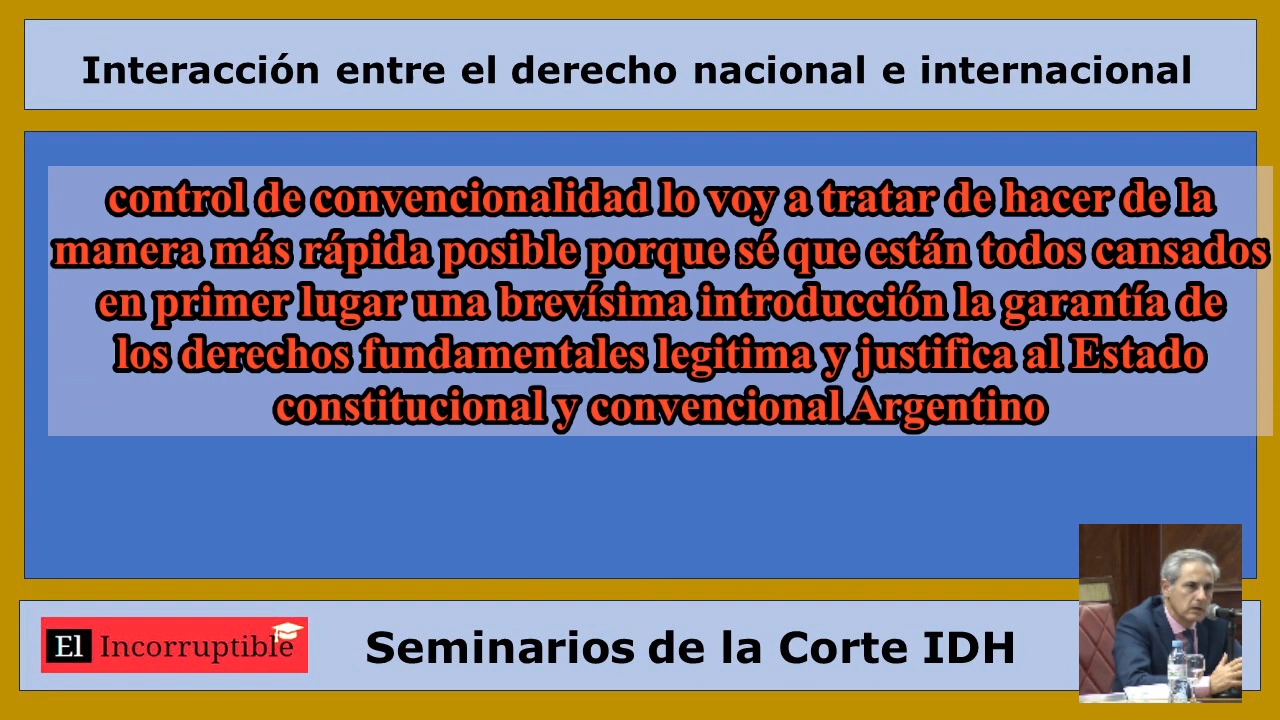 Interacción entre el derecho nacional e internacional
control de convencionalidad lo voy a tratar de hacer de la
manera más rápida posible porque sé que están todos cansados
en primer lugar una brevísima introducción la garantía de
los derechos fundamentales legitima y justifica al Estado
constitucional y convencional Argentino
El Incorruptible
Seminarios de la Corte IDH